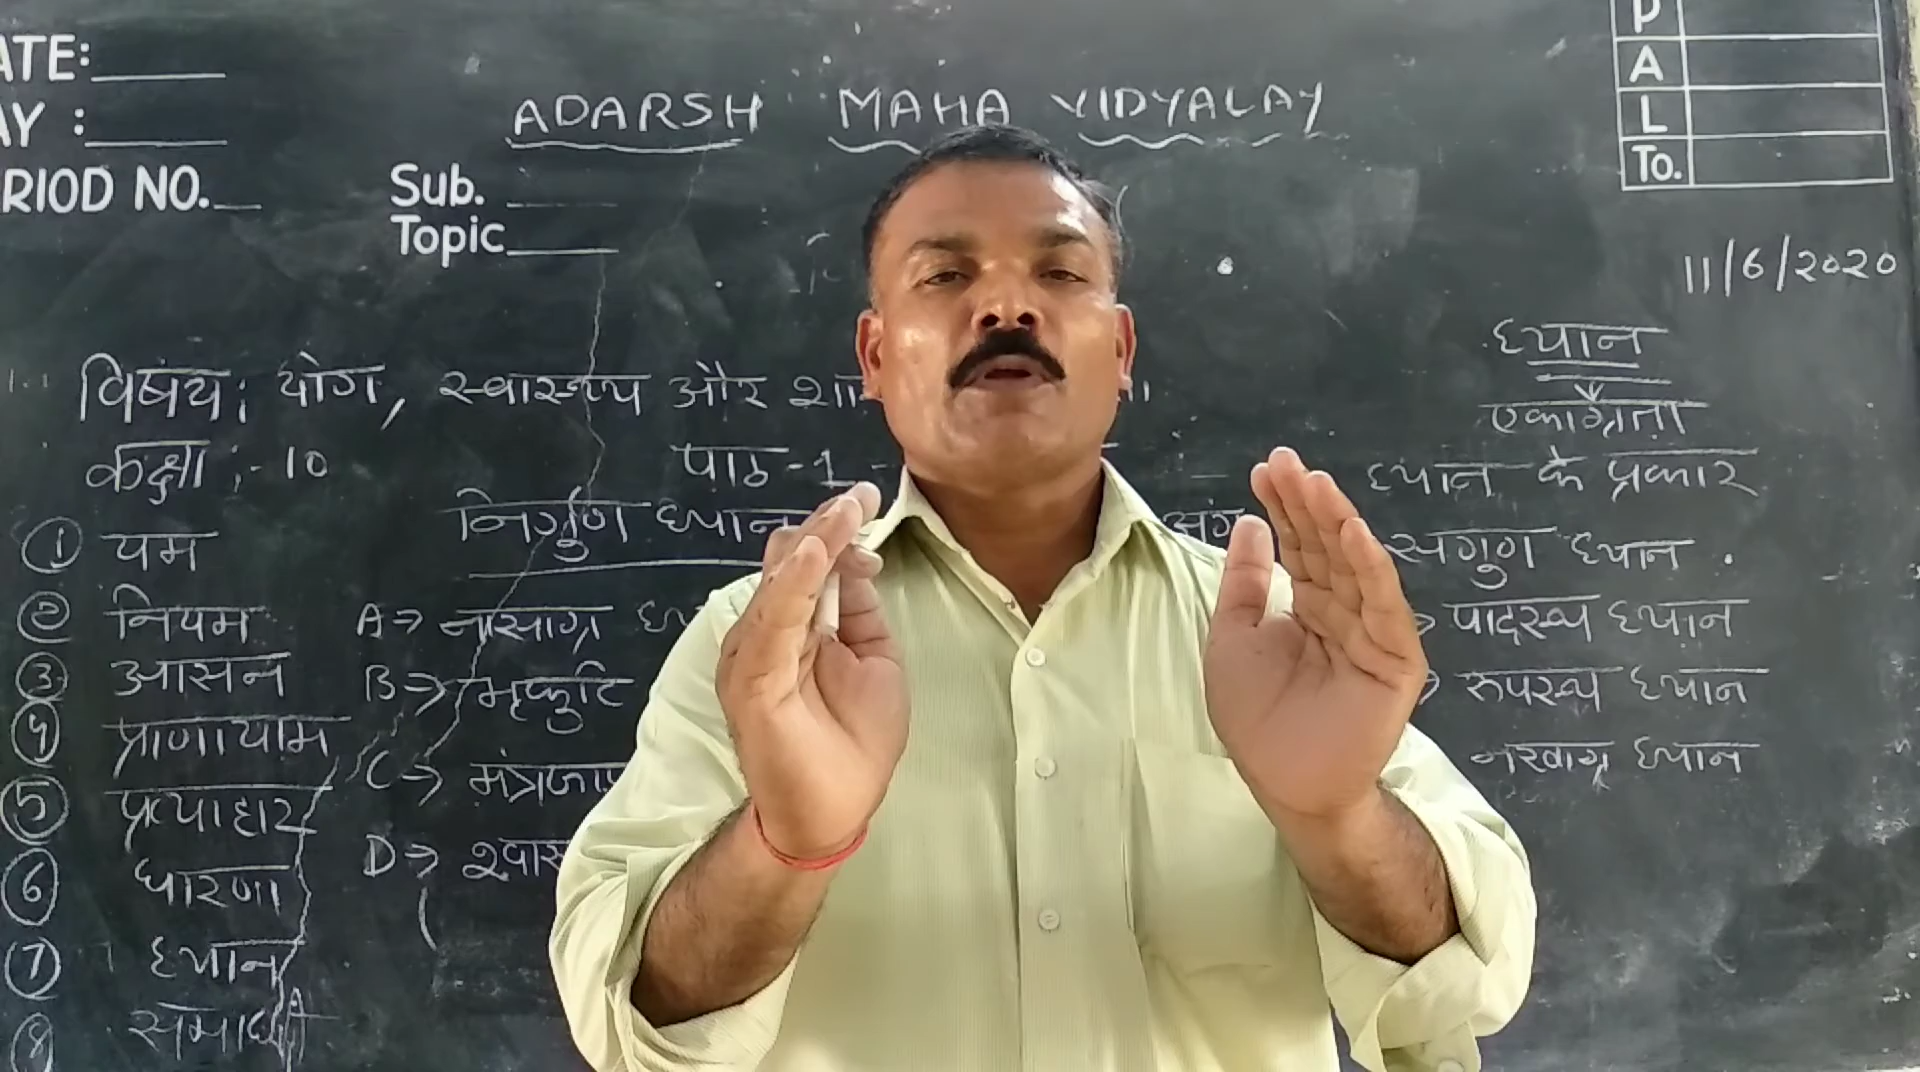 ATE:
AY :
RIOD NO.
Sub.
Topic
ADARSH MAHA VIDYALAY
P
A
L
To.
11/6/2020
विषय: योग, स्वास्थ्य और
कक्षा :- 10
पाठ-1
निर्गुण ध्यान
अंग
① यम
② नियम
③ आसन
④ प्राणायाम
⑤ प्रत्याहार
⑥ धारणा
⑦ ध्यान
⑧ समाधि
A→ नासाग्र
B→ भृकुटि
C→ मंत्रजाप
D→ श्वास
ध्यान
एकाग्रता
ध्यान के प्रकार
सगुण ध्यान
पादस्थ ध्यान
रुपस्थ ध्यान
नखाग्र ध्यान